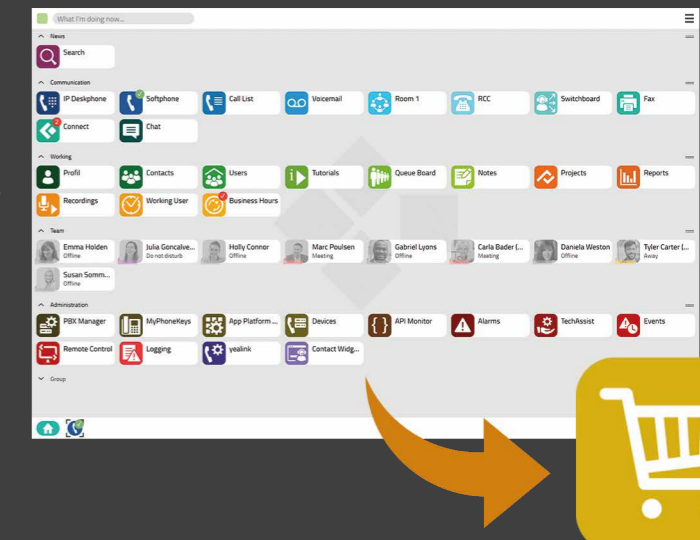 What I'm doing now...
News
Search
Communication
IP Deskphone
Softphone
Call List
Voicemail
Room 1
RCC
Switchboard
Fax
2
Connect
Chat
Working
Profil
Contacts
Users
Tutorials
Queue Board
Notes
Projects
Reports
Recordings
Working User
Business Hours
Team
Emma Holden
Offline
Julia Goncalve...
Do not disturb
Holly Connor
Offline
Marc Poulsen
Meeting
Gabriel Lyons
Offline
Carla Bader (...
Meeting
Daniela Weston
Offline
Tyler Carter (...
Away
Susan Somm...
Offline
Administration
PBX Manager
MyPhoneKeys
App Platform ...
Devices
API Monitor
Alarms
TechAssist
Events
Remote Control
Logging
yealink
Contact Widg...
Group